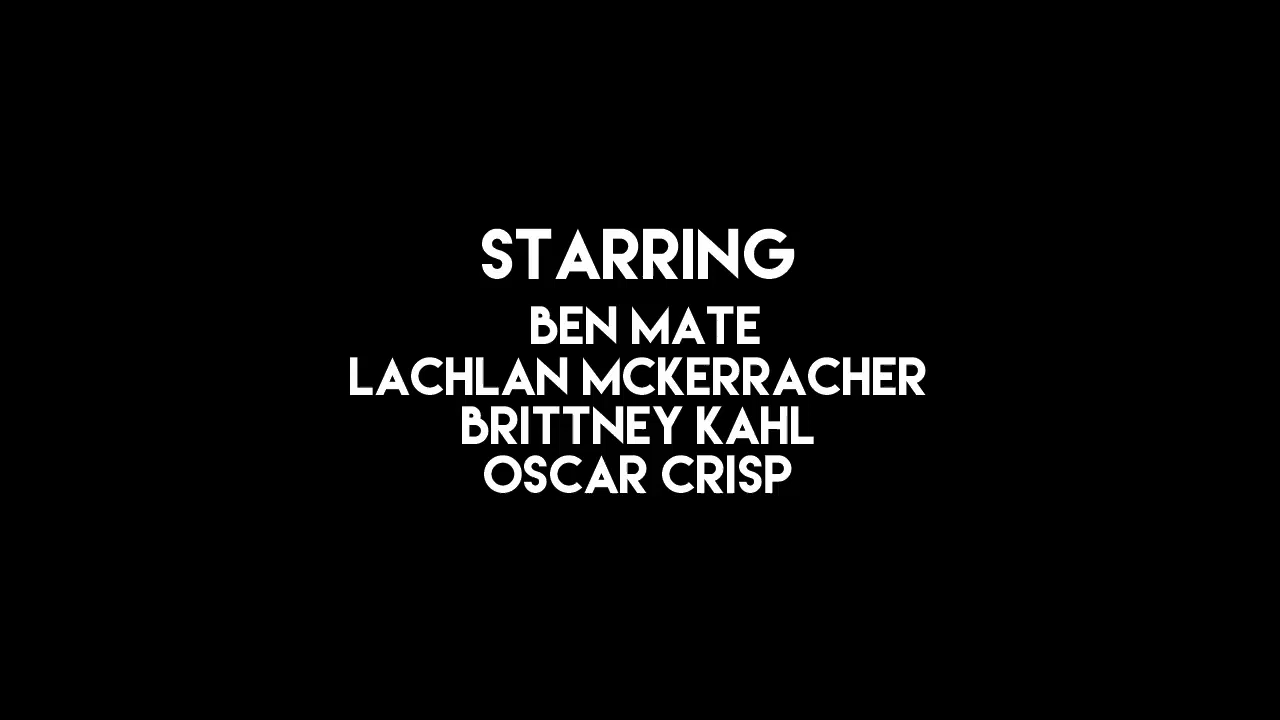 STARRING
BEN MATE
LACHLAN MCKERRACHER
BRITTNEY KAHL
OSCAR CRISP